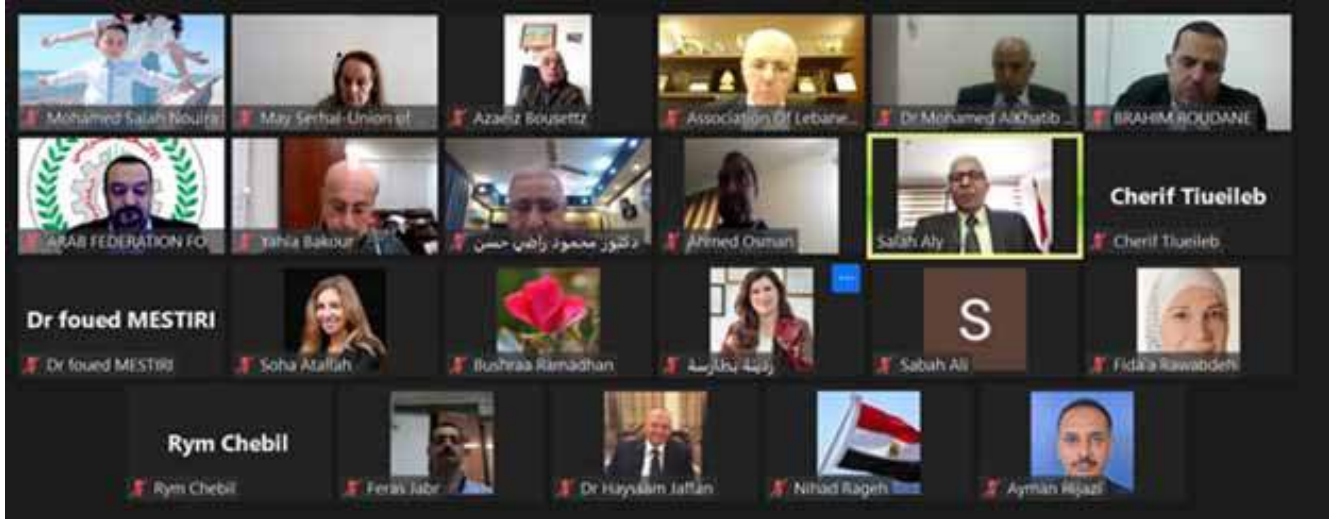 Mohamed Salah Nouira
May Serhal-Union of
Azaeiz Bousettz
Association Of Lebane...
Dr Mohamed AlKhatib ...
BRAHIM ROUDANE
ARAB FEDERATION FO...
Yahia Bakour
دكتور محمود راضي حسن
Ahmed Osman
Salah Aly
Cherif Tiueileb
Cherif Tiueileb
Dr foued MESTIRI
Dr foued MESTIRI
Soha Atallah
Bushraa Ramadhan
ردينة بطارسة
S
Sabah Ali
Fida'a Rawabdeh
Rym Chebil
Rym Chebil
Feras Jabr
Dr Hayssam Jaffan
Nihad Rageh
Ayman Hijazi